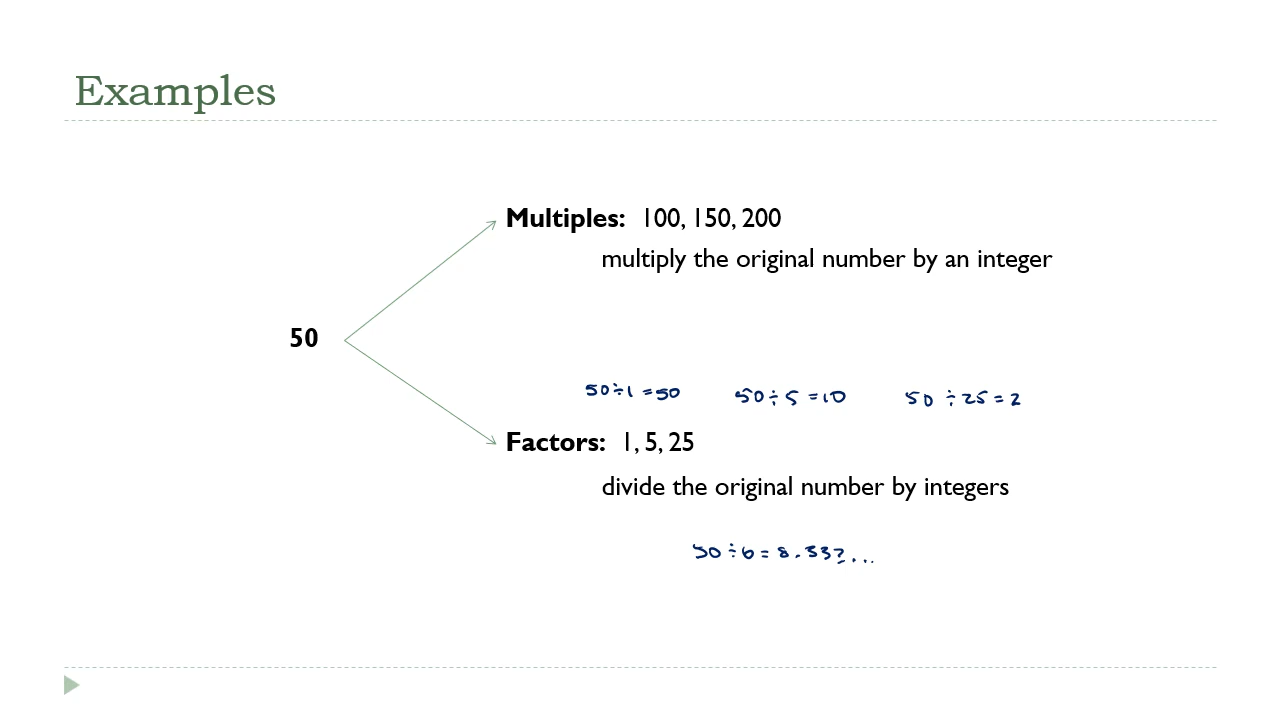 Examples
Multiples: 100, 150, 200
multiply the original number by an integer
50
50÷1=50 50÷5=10 50÷25=2
Factors: 1, 5, 25
divide the original number by integers
50÷6=8.333...